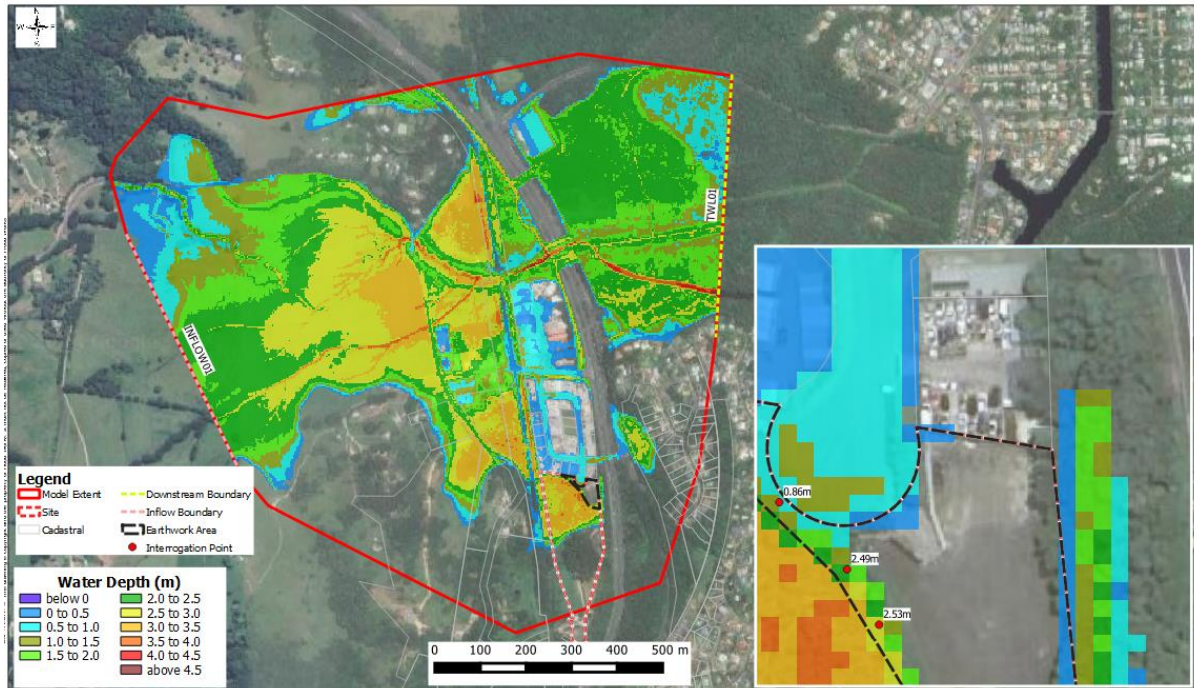 N
W E
S
TWL01
INFLOW01
0.86m
2.49m
2.53m
Legend
Model Extent
Site
Cadastral
Downstream Boundary
Inflow Boundary
Earthwork Area
Interrogation Point
Water Depth (m)
below 0
0 to 0.5
0.5 to 1.0
1.0 to 1.5
1.5 to 2.0
2.0 to 2.5
2.5 to 3.0
3.0 to 3.5
3.5 to 4.0
4.0 to 4.5
above 4.5
0 100 200 300 400 500 m